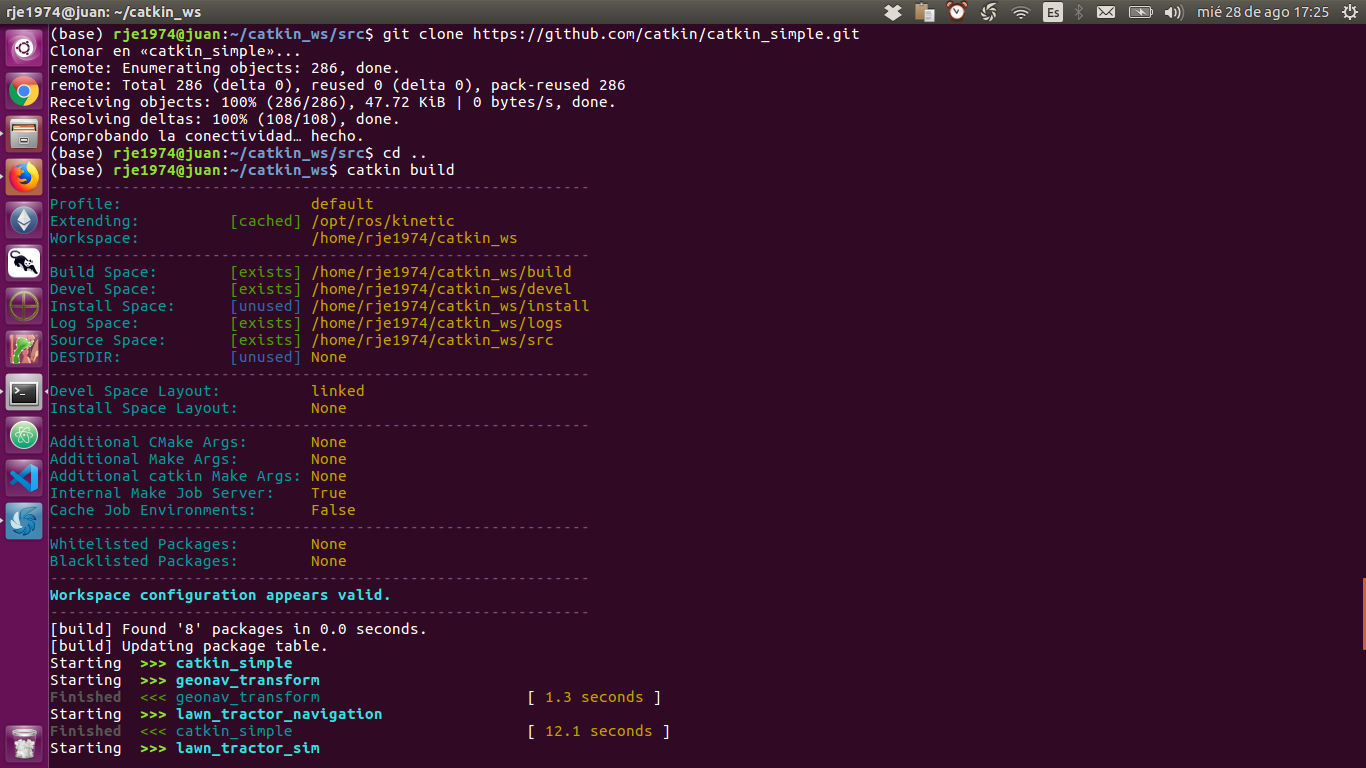 rje1974@juan: ~/catkin_ws
Es
mié 28 de ago 17:25
(base) rje1974@juan:~/catkin_ws/src$ git clone https://github.com/catkin/catkin_simple.git
Clonar en «catkin_simple»...
remote: Enumerating objects: 286, done.
remote: Total 286 (delta 0), reused 0 (delta 0), pack-reused 286
Receiving objects: 100% (286/286), 47.72 KiB | 0 bytes/s, done.
Resolving deltas: 100% (108/108), done.
Comprobando la conectividad… hecho.
(base) rje1974@juan:~/catkin_ws/src$ cd ..
(base) rje1974@juan:~/catkin_ws$ catkin build
------------------------------------------------------------
Profile: default
Extending: [cached] /opt/ros/kinetic
Workspace: /home/rje1974/catkin_ws
------------------------------------------------------------
Build Space: [exists] /home/rje1974/catkin_ws/build
Devel Space: [exists] /home/rje1974/catkin_ws/devel
Install Space: [unused] /home/rje1974/catkin_ws/install
Log Space: [exists] /home/rje1974/catkin_ws/logs
Source Space: [exists] /home/rje1974/catkin_ws/src
DESTDIR: [unused] None
------------------------------------------------------------
Devel Space Layout: linked
Install Space Layout: None
------------------------------------------------------------
Additional CMake Args: None
Additional Make Args: None
Additional catkin Make Args: None
Internal Make Job Server: True
Cache Job Environments: False
------------------------------------------------------------
Whitelisted Packages: None
Blacklisted Packages: None
------------------------------------------------------------
Workspace configuration appears valid.
------------------------------------------------------------
[build] Found '8' packages in 0.0 seconds.
[build] Updating package table.
Starting >>> catkin_simple
Starting >>> geonav_transform
Finished <<< geonav_transform [ 1.3 seconds ]
Starting >>> lawn_tractor_navigation
Finished <<< catkin_simple [ 12.1 seconds ]
Starting >>> lawn_tractor_sim